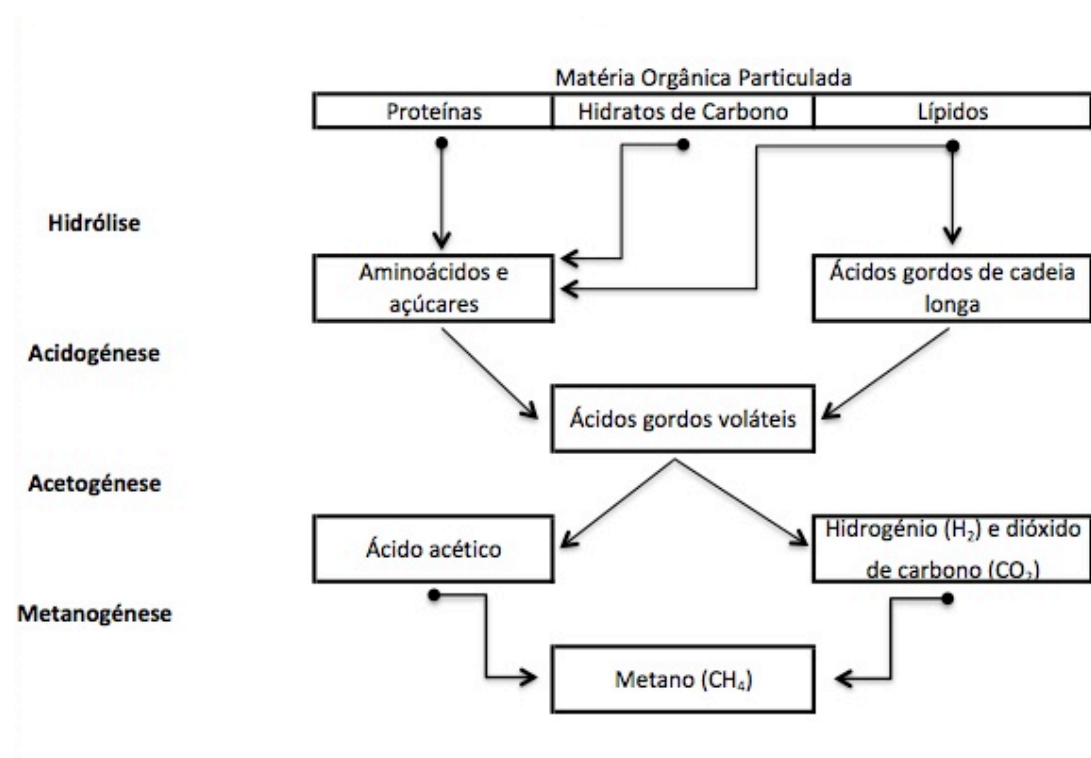 Matéria Orgânica Particulada
Proteínas
Hidratos de Carbono
Lípidos
Hidrólise
Aminoácidos e
açúcares
Ácidos gordos de cadeia
longa
Acidogénese
Ácidos gordos voláteis
Acetogénese
Ácido acético
Hidrogénio (H₂) e dióxido
de carbono (CO₂)
Metanogénese
Metano (CH₄)